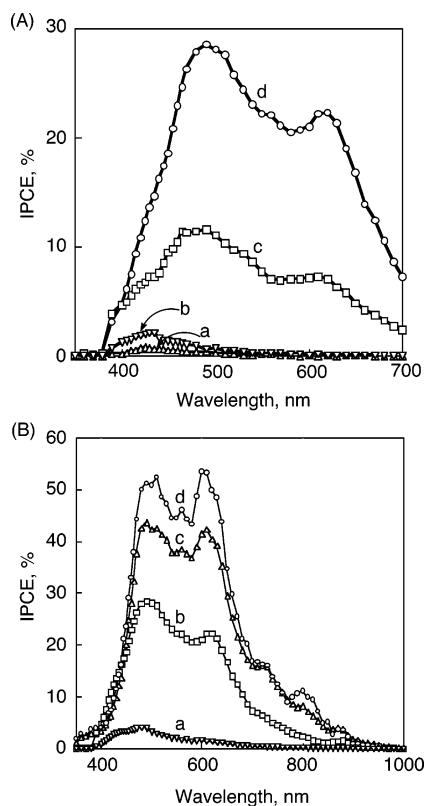 (A)
30
20
10
0
IPCE, %
d
c
b
a
400 500 600 700
Wavelength, nm
(B)
60
50
40
30
20
10
0
IPCE, %
d
c
b
a
400 600 800 1000
Wavelength, nm